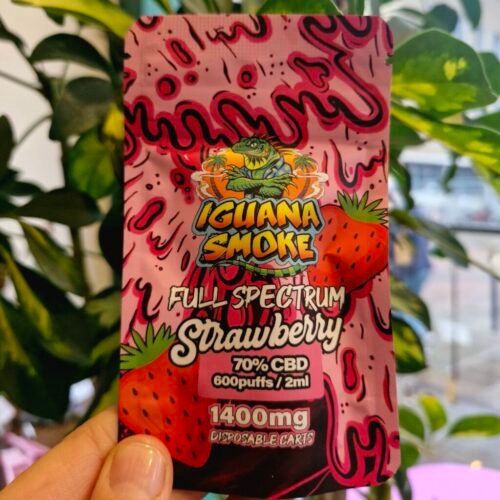 IGUANA
SMOKE
FULL SPECTRUM
Strawberry
70% CBD
600puffs / 2ml
1400mg
DISPOSABLE CARTS